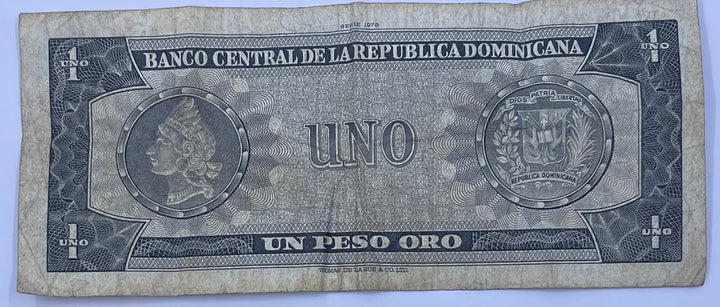 SERIE 1978
1 UNO
BANCO CENTRAL DE LA REPUBLICA DOMINICANA
1 UNO
DIOS PATRIA LIBERTAD
UNO
REPUBLICA DOMINICANA
1 UNO
UN PESO ORO
1 UNO
THOMAS DE LA RUE & CO. LTD.